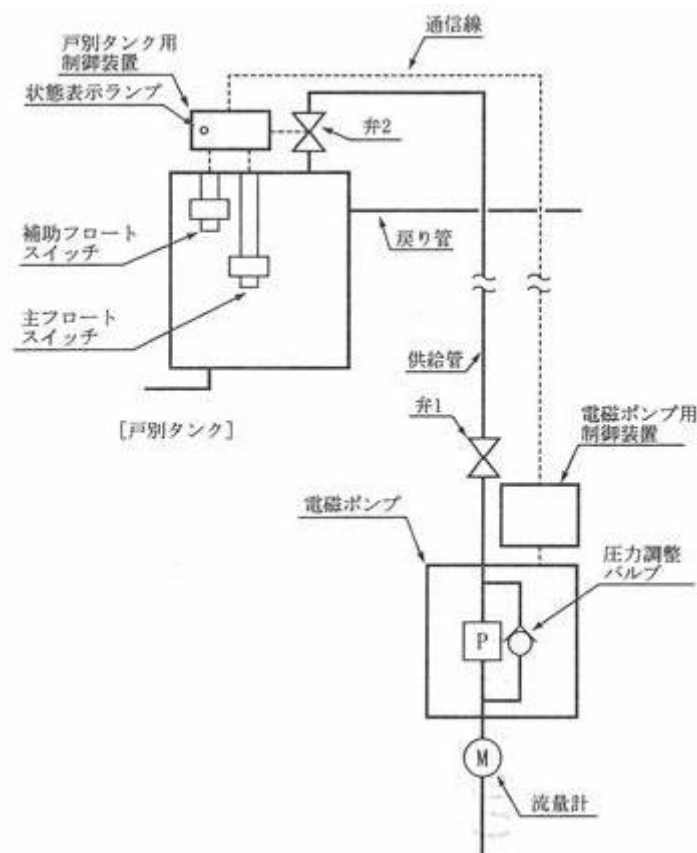 通信線
戸別タンク用
制御装置
状態表示ランプ
弁2
補助フロート
スイッチ
戻り管
主フロート
スイッチ
供給管
弁1
[戸別タンク]
電磁ポンプ用
制御装置
電磁ポンプ
圧力調整
バルブ
P
M
流量計